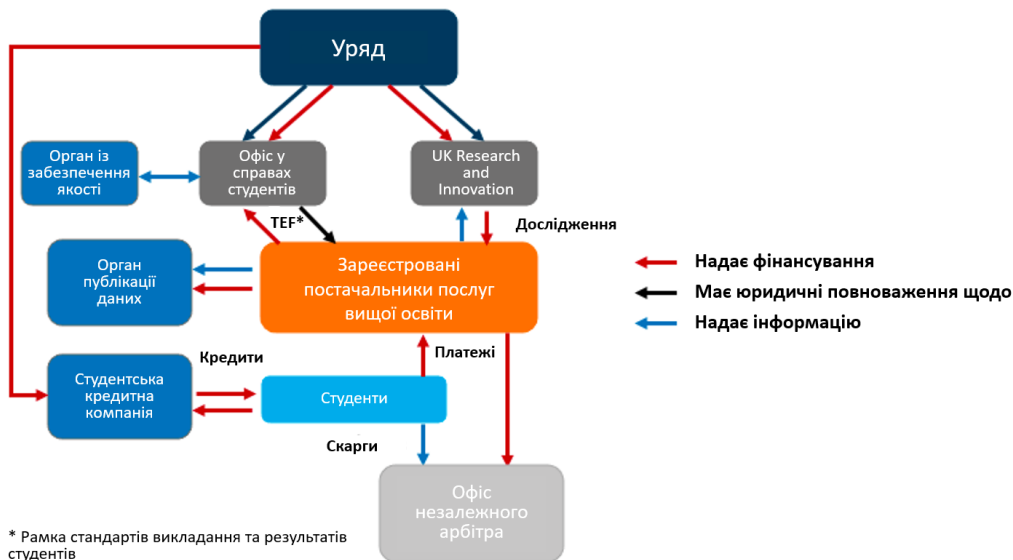 Уряд
Орган із
забезпечення
якості
Офіс у
справах
студентів
UK Research
and
Innovation
TEF*
Дослідження
Орган
публікації
даних
Зареєстровані
постачальники послуг
вищої освіти
Надає фінансування
Має юридичні повноваження щодо
Надає інформацію
Кредити
Платежі
Студентська
кредитна
компанія
Студенти
Скарги
Офіс
незалежного
арбітра
* Рамка стандартів викладання та результатів
студентів